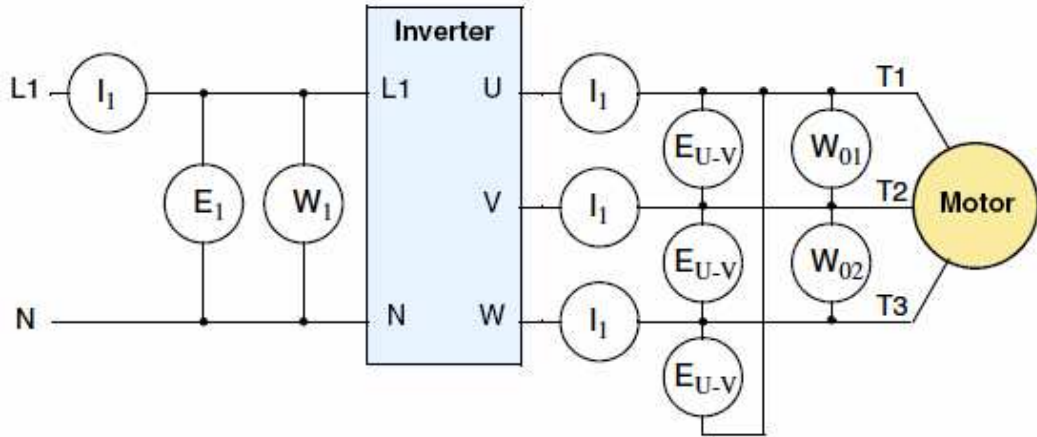 Inverter
L1 I1 L1 U I1 T1
EU-V W01
E1 W1 V I1 T2 Motor
EU-V W02
N N W I1 T3
EU-V